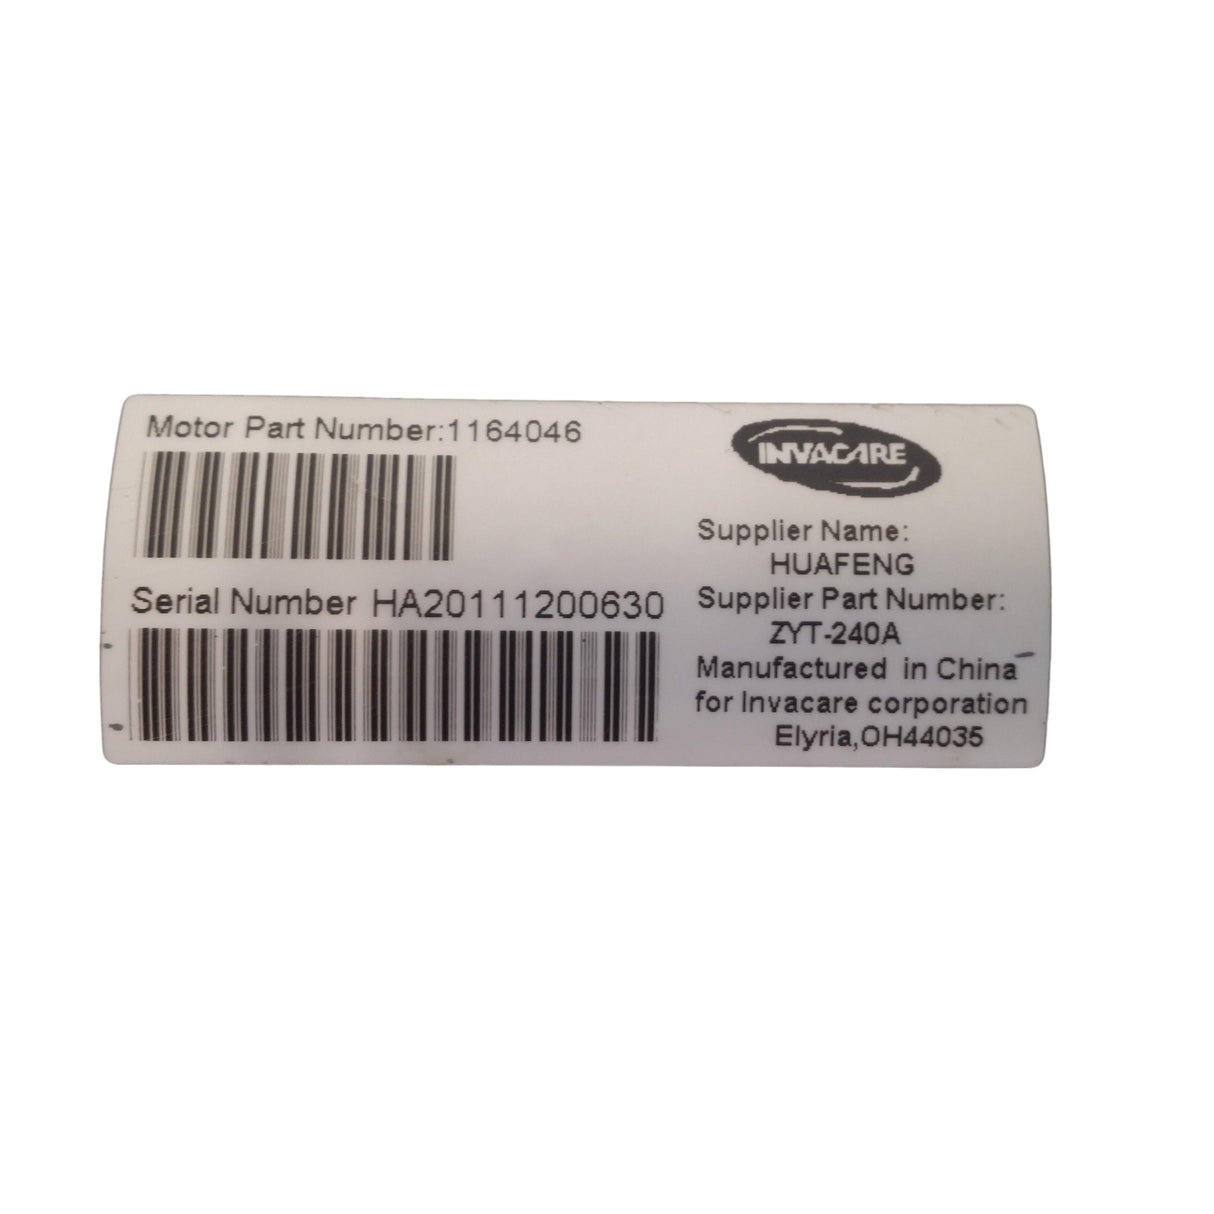 Motor Part Number:1164046
Serial Number HA20111200630
INVACARE
Supplier Name:
HUAFENG
Supplier Part Number:
ZYT-240A
Manufactured in China
for Invacare corporation
Elyria,OH44035